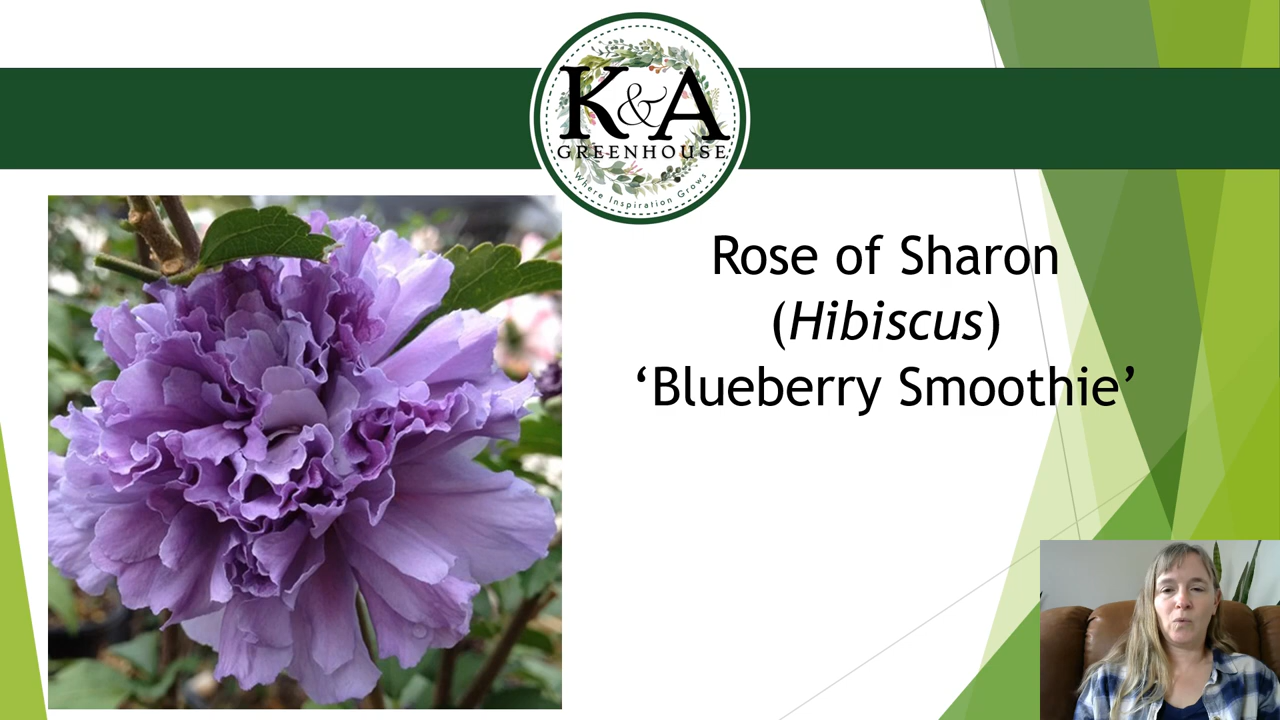 K&A
GREENHOUSE
Where Inspiration Grows
Rose of Sharon
(Hibiscus)
‘Blueberry Smoothie’